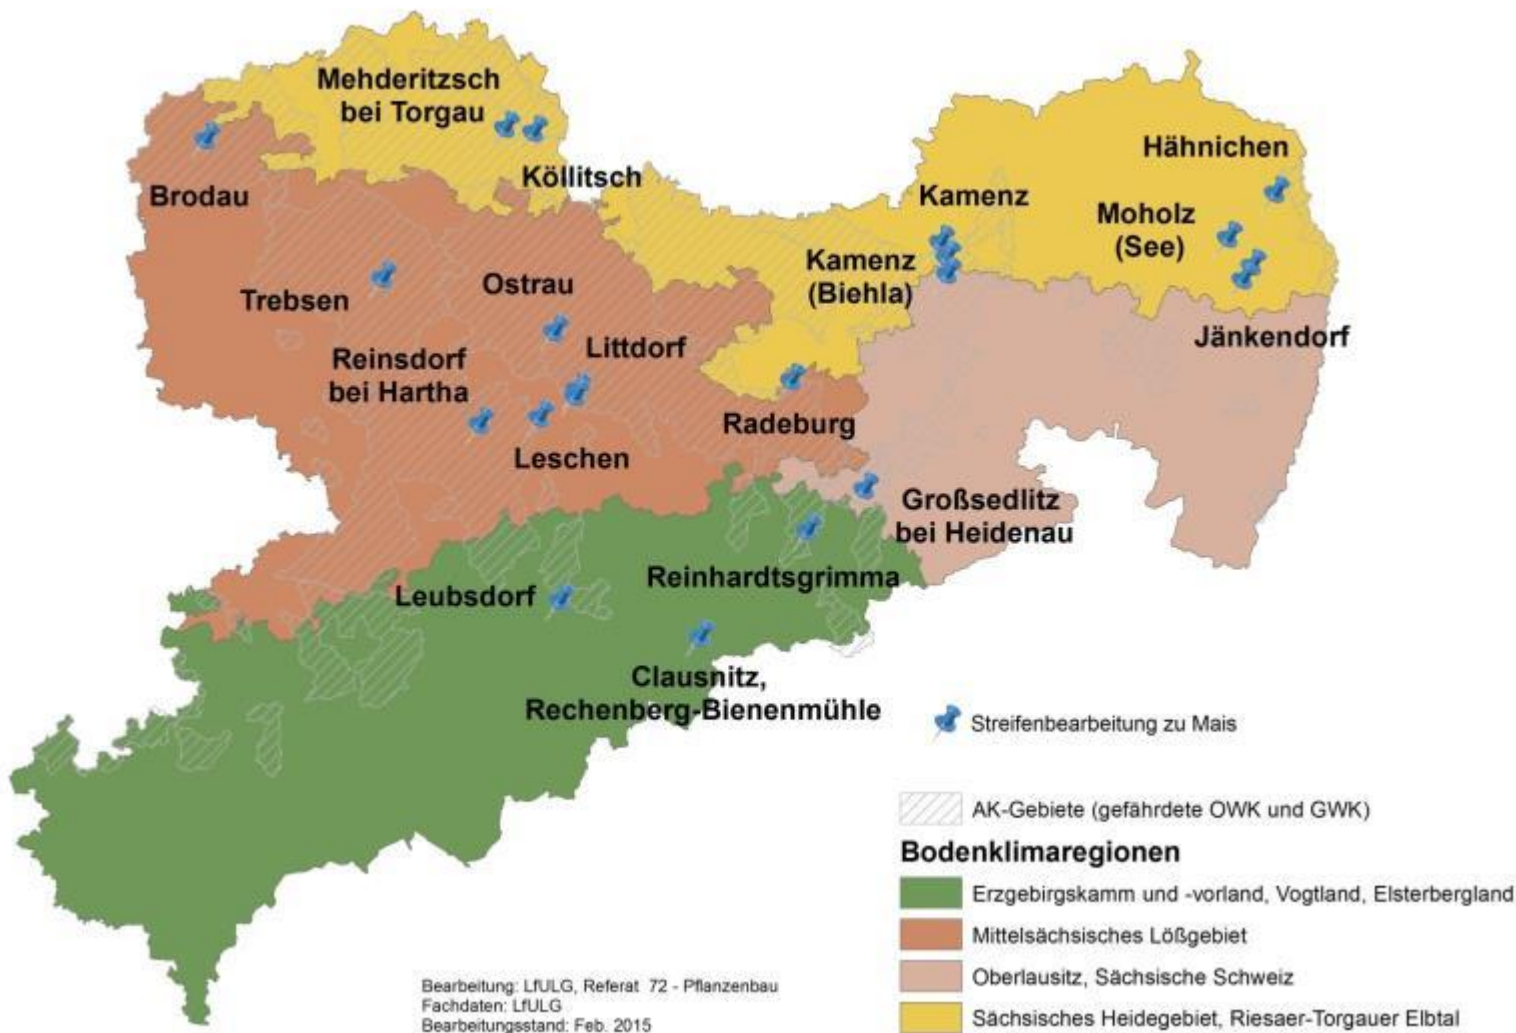 Mehderitzsch
bei Torgau
Hähnichen
Köllitsch
Brodau
Kamenz
Moholz
(See)
Kamenz
(Biehla)
Ostrau
Trebsen
Jänkendorf
Littdorf
Reinsdorf
bei Hartha
Radeburg
Leschen
Großsedlitz
bei Heidenau
Reinhardtsgrimma
Leubsdorf
Clausnitz,
Rechenberg-Bienenmühle
Streifenbearbeitung zu Mais
AK-Gebiete (gefährdete OWK und GWK)
Bodenklimaregionen
Erzgebirgskamm und -vorland, Vogtland, Elsterbergland
Mittelsächsisches Lößgebiet
Oberlausitz, Sächsische Schweiz
Sächsisches Heidegebiet, Riesaer-Torgauer Elbtal
Bearbeitung: LfULG, Referat 72 - Pflanzenbau
Fachdaten: LfULG
Bearbeitungsstand: Feb. 2015